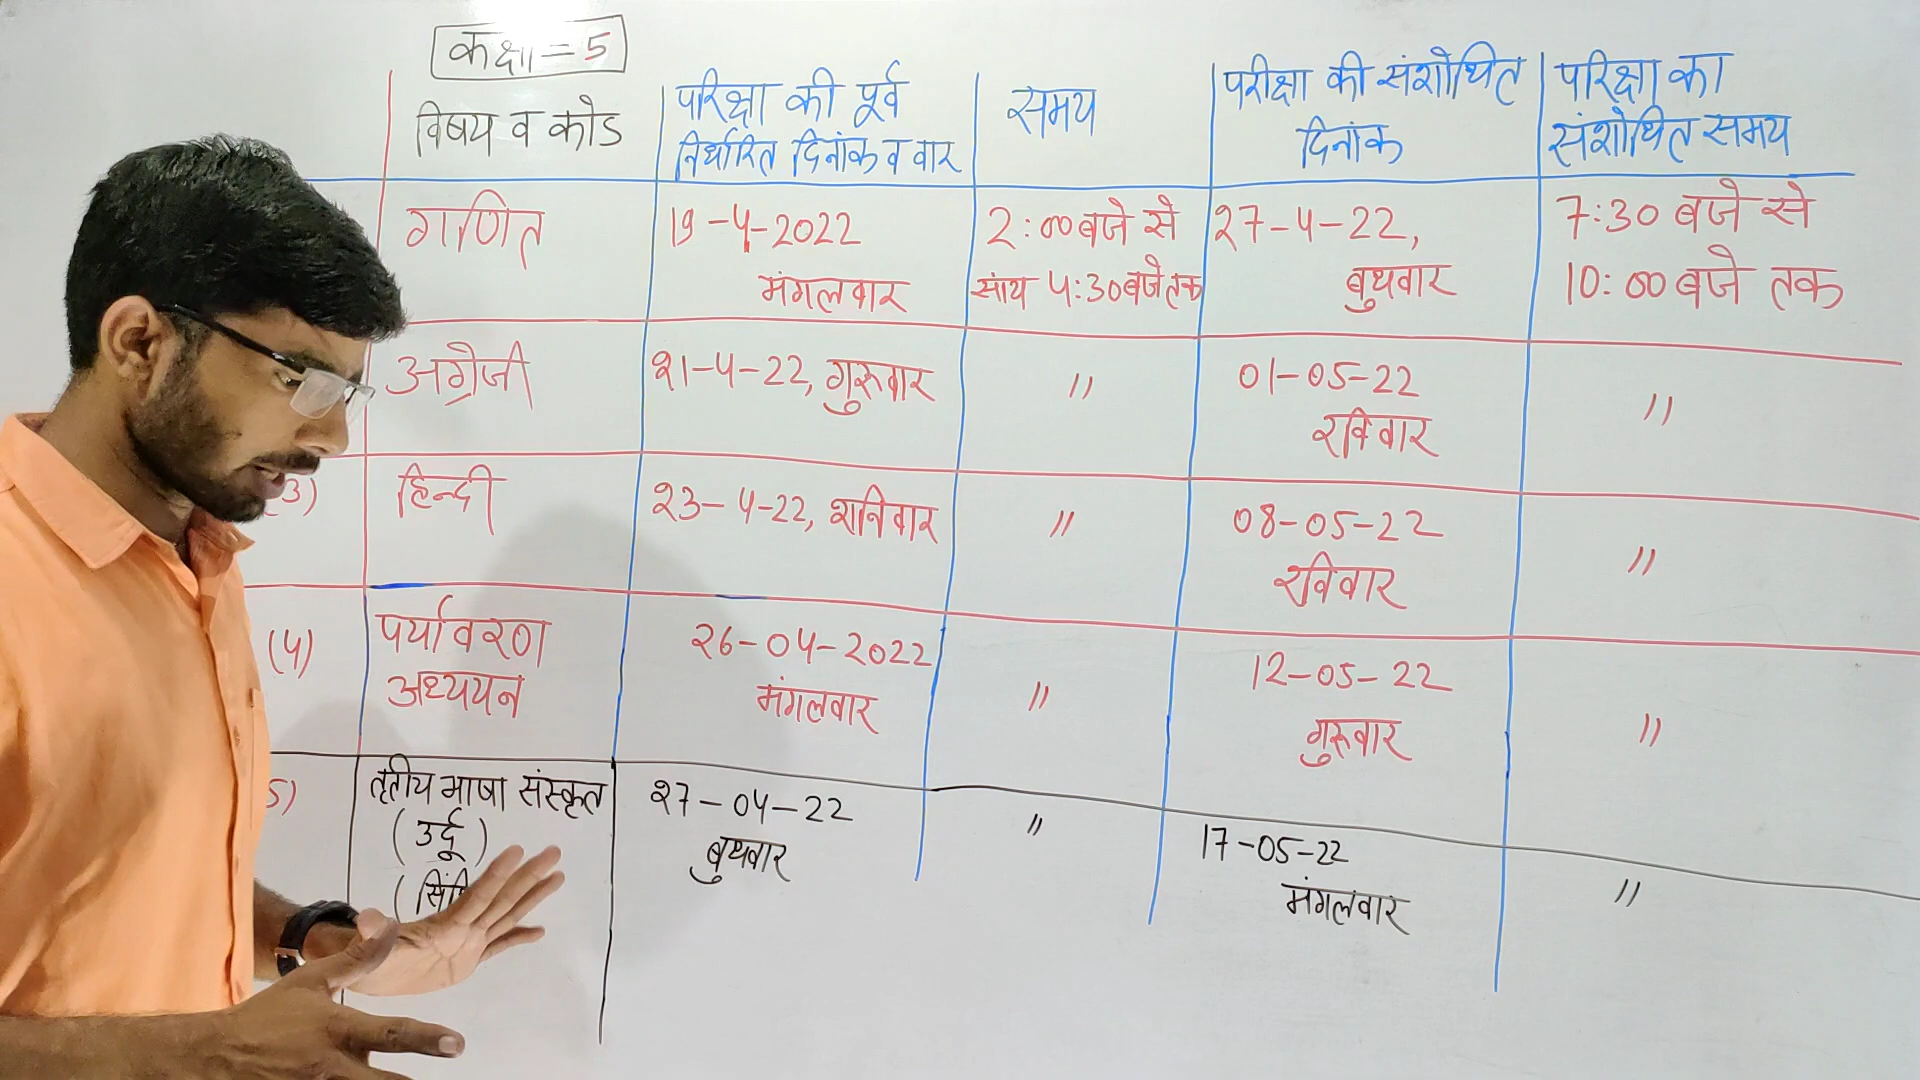 कक्षा = 5
विषय व कोड
परिक्षा की पूर्व
निर्धारित दिनांक व वार
समय
परीक्षा की संशोधित
दिनांक
परिक्षा का
संशोधित समय
गणित
19-4-2022
मंगलवार
2:00 बजे से
सांय 4:30 बजे तक
27-4-22,
बुधवार
7:30 बजे से
10:00 बजे तक
अग्रेजी
21-4-22, गुरूवार
"
01-05-22
रविवार
"
3)
हिन्दी
23-4-22, शनिवार
"
08-05-22
रविवार
"
(4)
पर्यावरण
अध्ययन
26-04-2022
मंगलवार
"
12-05-22
गुरूवार
"
5)
तृतीय भाषा संस्कृत
(उर्दू)
27-04-22
बुधवार
"
17-05-22
मंगलवार
"